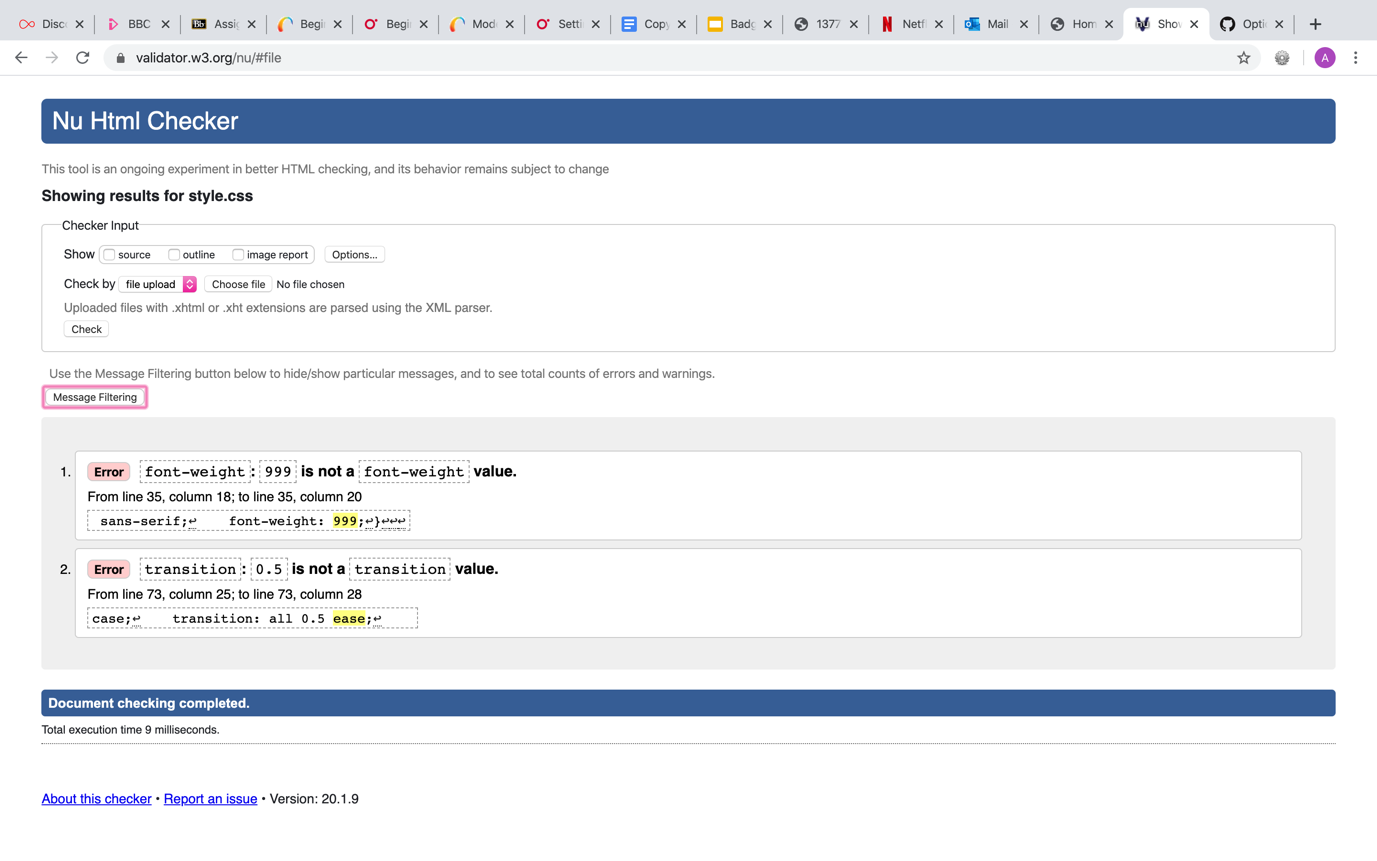 Disco BBC Assig Begi Begi Mod Setti Copy Badg 1377 Netfl Mail Hom Show Optio
validator.w3.org/nu/#file A
Nu Html Checker
This tool is an ongoing experiment in better HTML checking, and its behavior remains subject to change
Showing results for style.css
Checker Input
Show source outline image report Options...
Check by file upload Choose file No file chosen
Uploaded files with .xhtml or .xht extensions are parsed using the XML parser.
Check
Use the Message Filtering button below to hide/show particular messages, and to see total counts of errors and warnings.
Message Filtering
1. Error font-weight: 999 is not a font-weight value.
From line 35, column 18; to line 35, column 20
sans-serif;↩ font-weight: 999;↩}↩↩↩
2. Error transition: 0.5 is not a transition value.
From line 73, column 25; to line 73, column 28
case;↩ transition: all 0.5 ease;↩
Document checking completed.
Total execution time 9 milliseconds.
About this checker • Report an issue • Version: 20.1.9